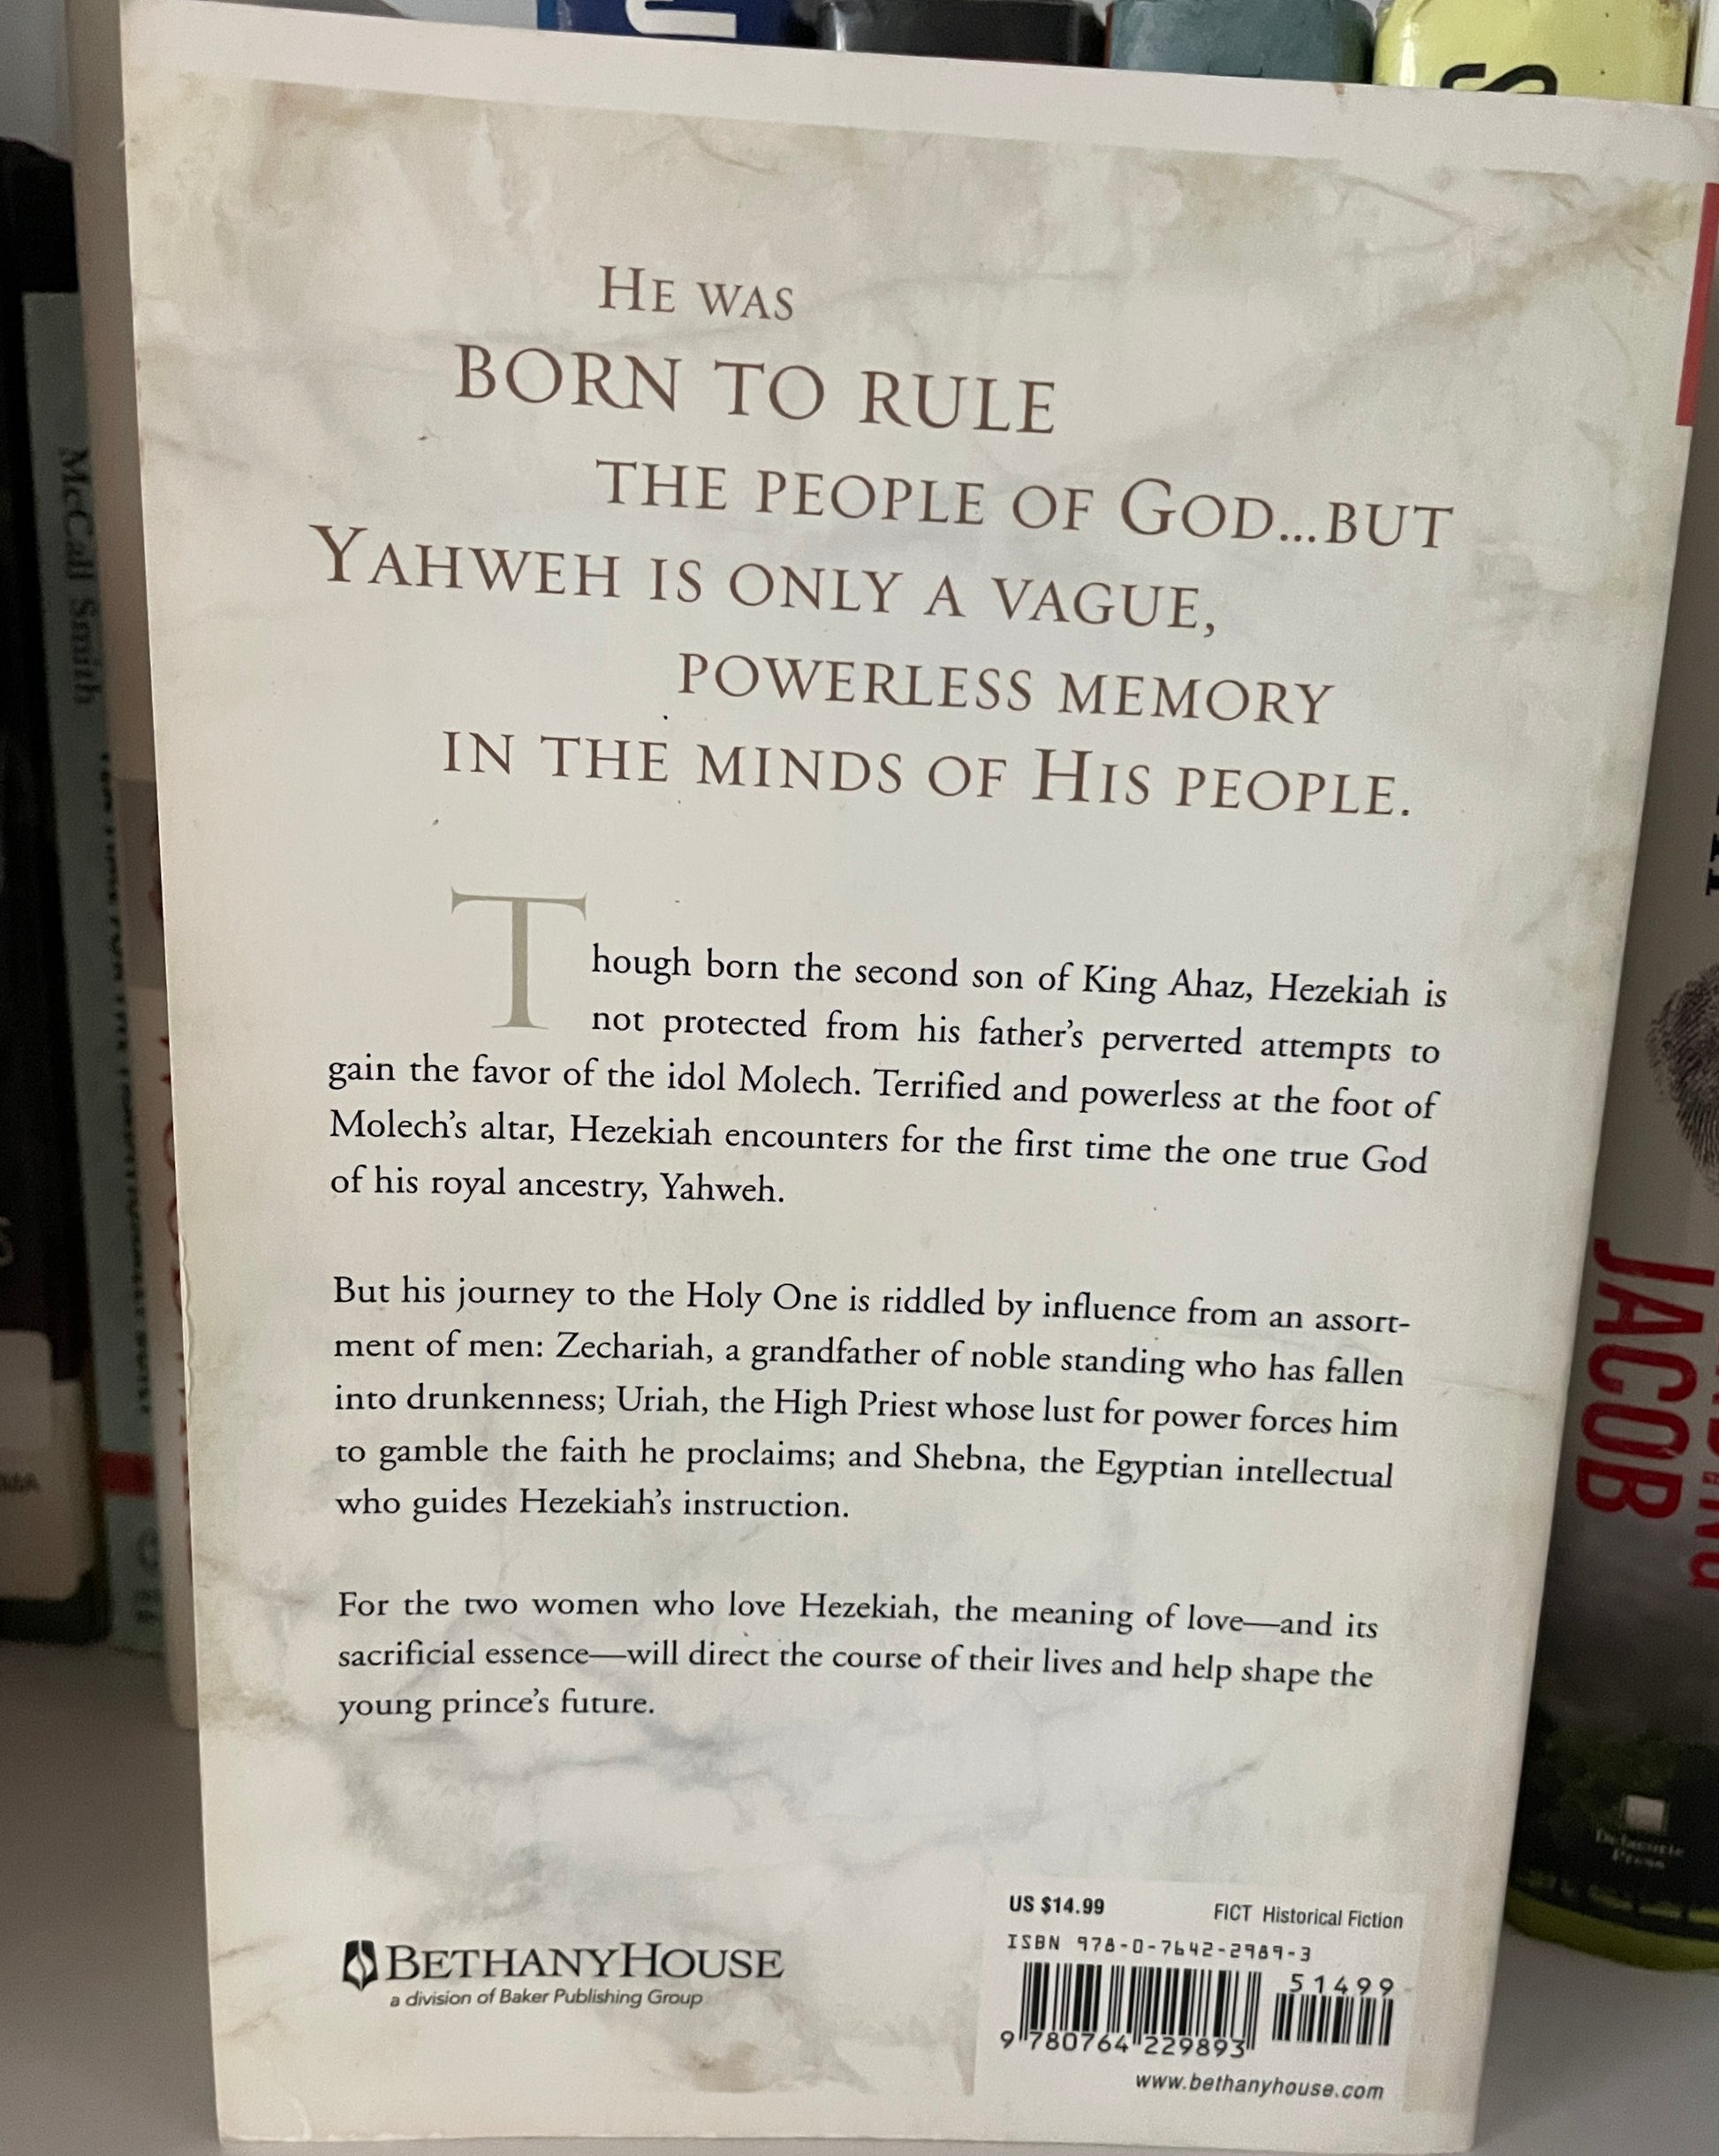 S
McCall Smith
HE WAS
BORN TO RULE
THE PEOPLE OF GOD...BUT
YAHWEH IS ONLY A VAGUE,
POWERLESS MEMORY
IN THE MINDS OF HIS PEOPLE.
Though born the second son of King Ahaz, Hezekiah is
not protected from his father's perverted attempts to
gain the favor of the idol Molech. Terrified and powerless at the foot of
Molech's altar, Hezekiah encounters for the first time the one true God
of his royal ancestry, Yahweh.
But his journey to the Holy One is riddled by influence from an assort-
ment of men: Zechariah, a grandfather of noble standing who has fallen
into drunkenness; Uriah, the High Priest whose lust for power forces him
to gamble the faith he proclaims; and Shebna, the Egyptian intellectual
who guides Hezekiah's instruction.
For the two women who love Hezekiah, the meaning of love—and its
sacrificial essence—will direct the course of their lives and help shape the
young prince's future.
BETHANYHOUSE
a division of Baker Publishing Group
US $14.99 FICT Historical Fiction
ISBN 978-0-7642-2989-3
51499
9 780764 229893
www.bethanyhouse.com
JACOB
Delacorte
Press